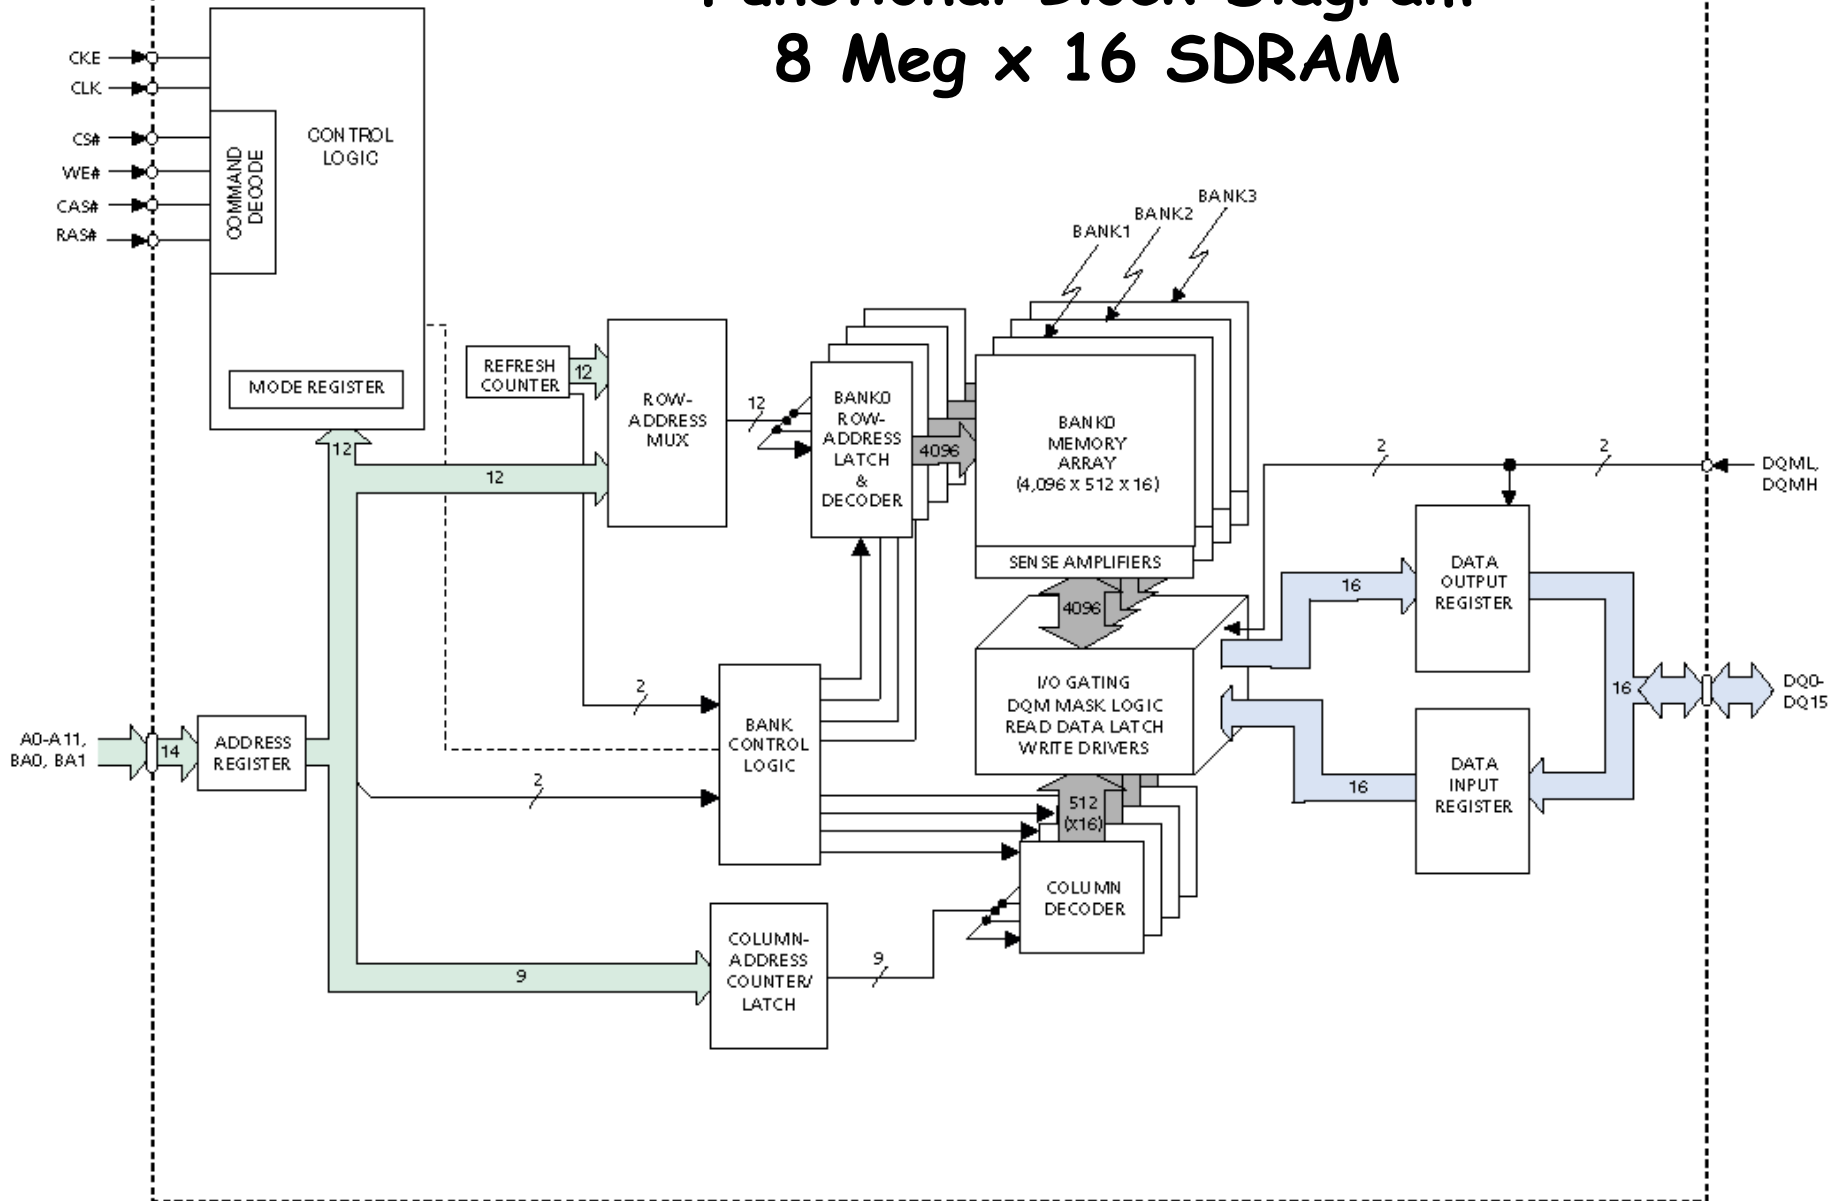 Functional Block Diagram
8 Meg x 16 SDRAM
CKE
CLK
CS#
WE#
CAS#
RAS#
COMMAND
DECODE
CONTROL
LOGIC
MODE REGISTER
12
BANK3
BANK2
BANK1
REFRESH
COUNTER
12
12
ROW-
ADDRESS
MUX
12
BANK0
ROW-
ADDRESS
LATCH
&
DECODER
4096
BANK0
MEMORY
ARRAY
(4,096 x 512 x 16)
SENSE AMPLIFIERS
4096
2
2
DQML,
DQMH
DATA
OUTPUT
REGISTER
16
I/O GATING
DQM MASK LOGIC
READ DATA LATCH
WRITE DRIVERS
16
DQ0-
DQ15
DATA
INPUT
REGISTER
16
2
BANK
CONTROL
LOGIC
2
A0-A11,
BA0, BA1
14
ADDRESS
REGISTER
512
(x16)
COLUMN
DECODER
9
COLUMN-
ADDRESS
COUNTER/
LATCH
9